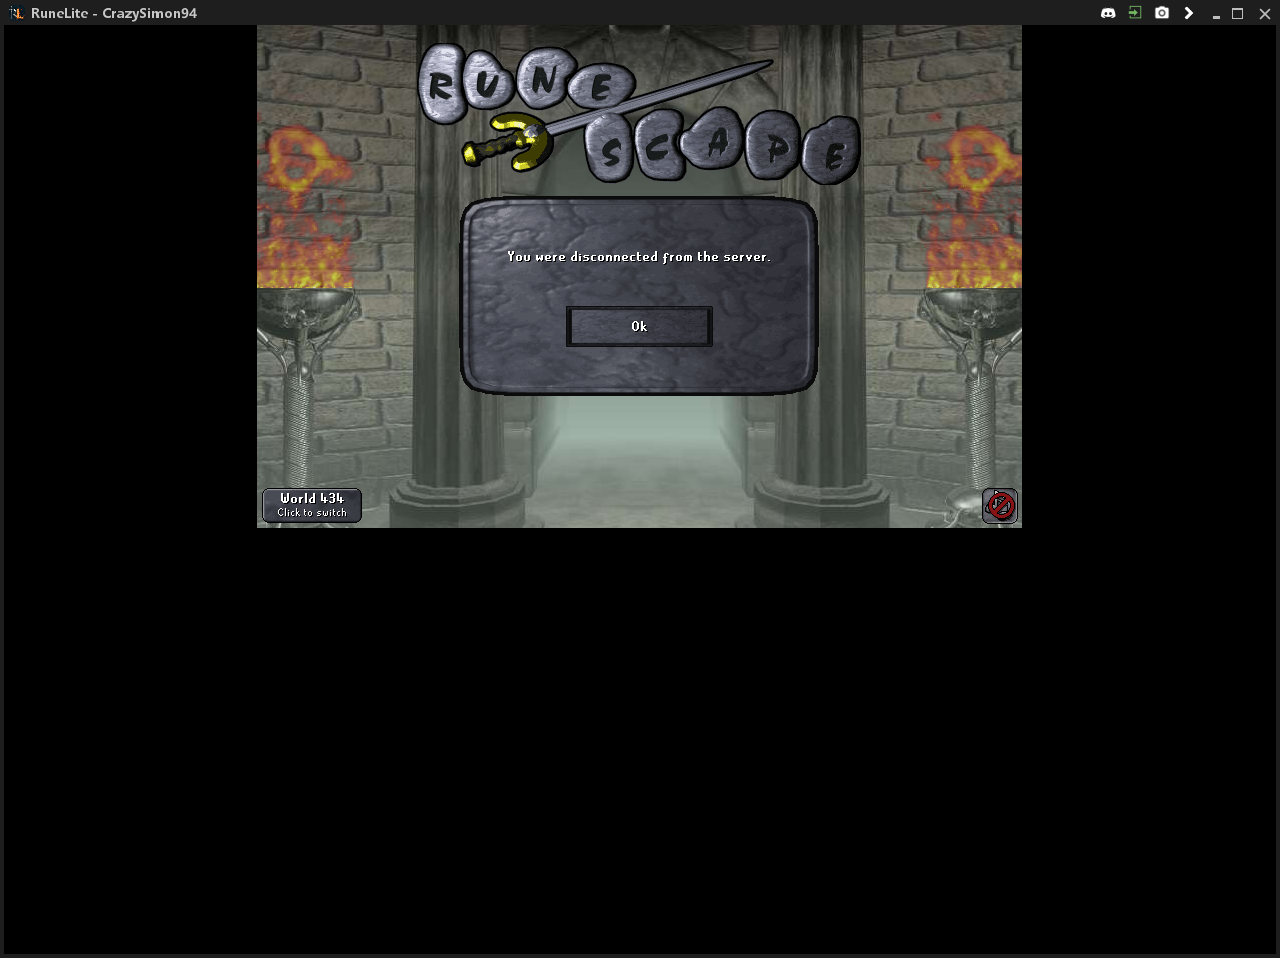 RuneLite - CrazySimon94
RUNE
SCAPE
You were disconnected from the server.
Ok
World 434
Click to switch